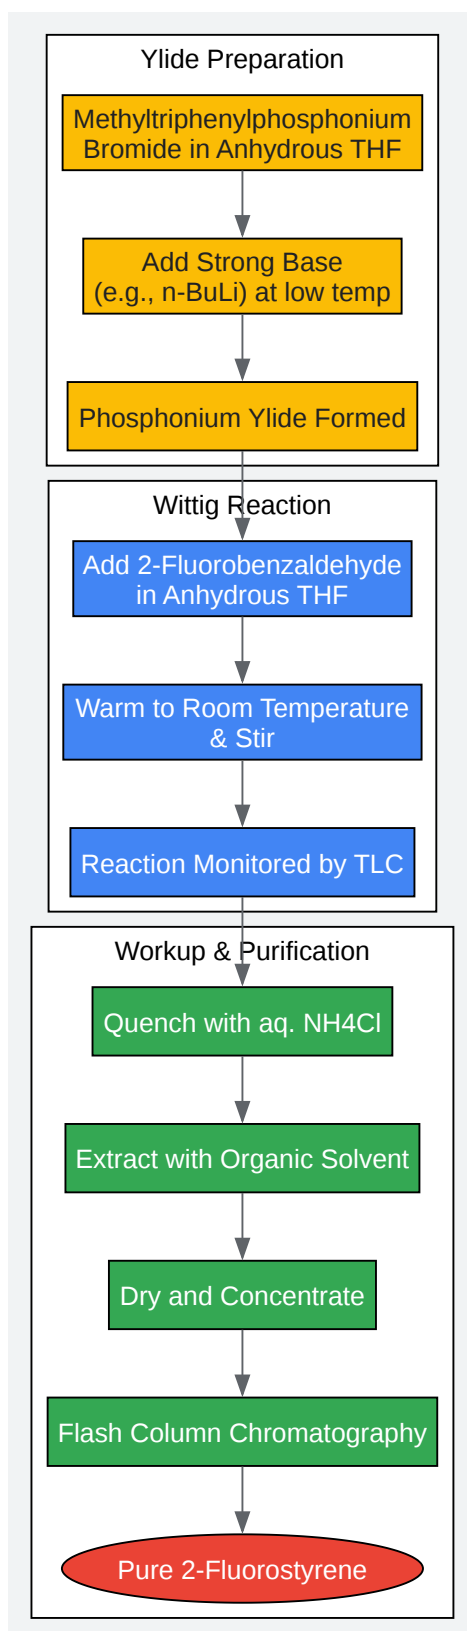 Ylide Preparation
Methyltriphenylphosphonium
Bromide in Anhydrous THF
Add Strong Base
(e.g., n-BuLi) at low temp
Phosphonium Ylide Formed
Wittig Reaction
Add 2-Fluorobenzaldehyde
in Anhydrous THF
Warm to Room Temperature
& Stir
Reaction Monitored by TLC
Workup & Purification
Quench with aq. NH4Cl
Extract with Organic Solvent
Dry and Concentrate
Flash Column Chromatography
Pure 2-Fluorostyrene